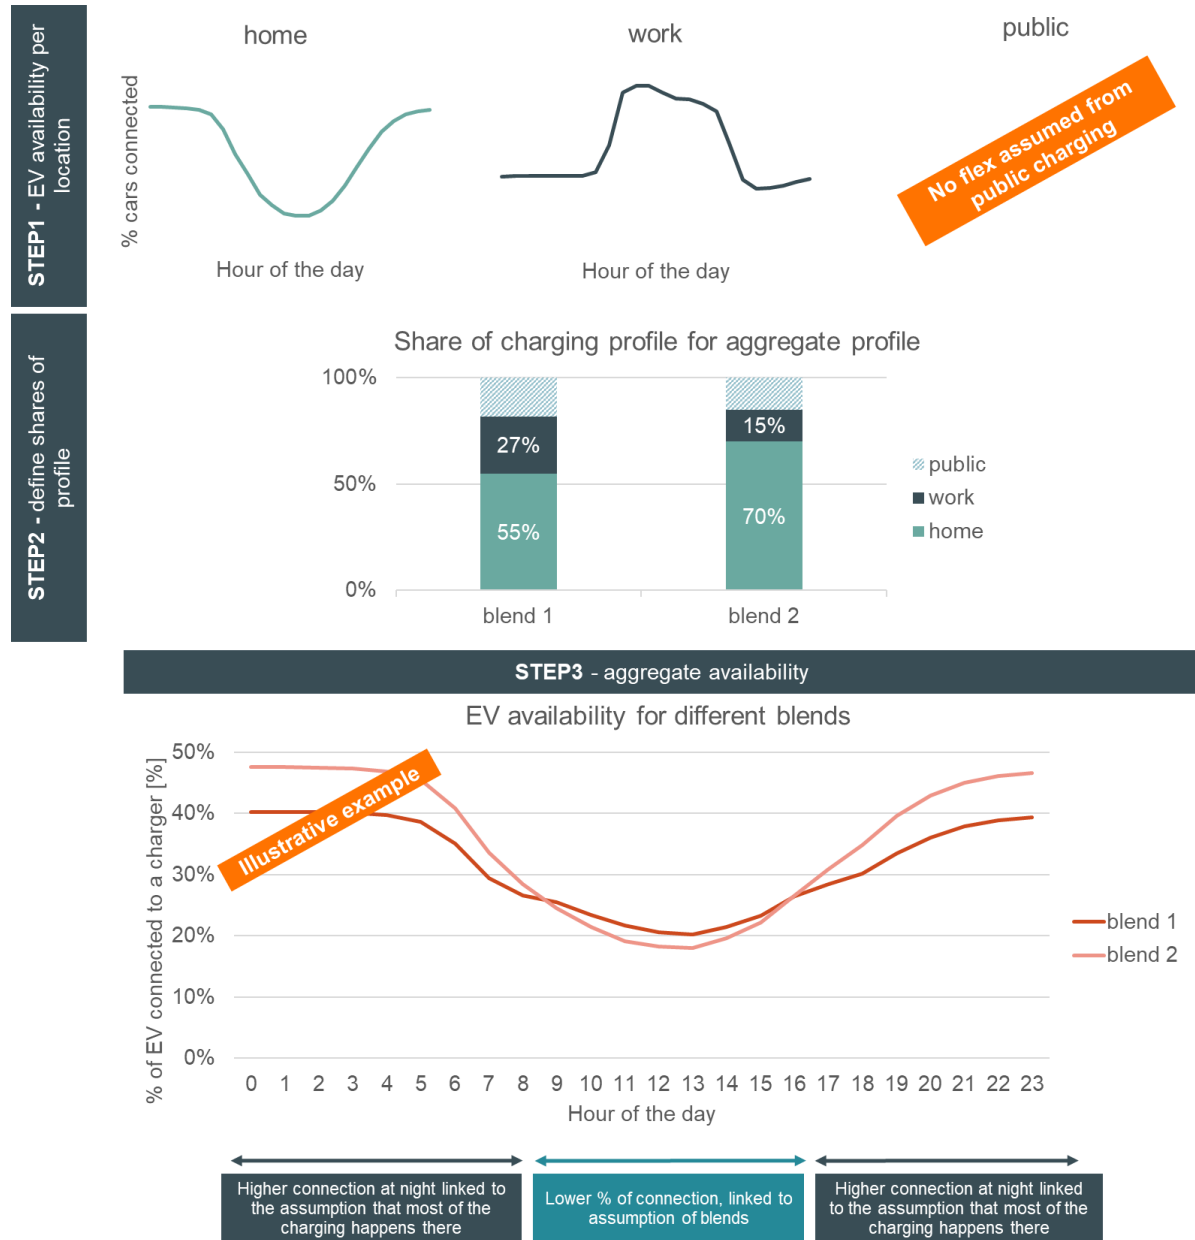 STEP1 - EV availability per
location
home
work
public
% cars connected
No flex assumed from
public charging
Hour of the day
Hour of the day
STEP2 - define shares of
profile
Share of charging profile for aggregate profile
100%
50%
0%
27%
55%
15%
70%
blend 1
blend 2
public
work
home
STEP3 - aggregate availability
EV availability for different blends
% of EV connected to a charger [%]
50%
40%
30%
20%
10%
0%
Illustrative example
blend 1
blend 2
0 1 2 3 4 5 6 7 8 9 10 11 12 13 14 15 16 17 18 19 20 21 22 23
Hour of the day
Higher connection at night linked to
the assumption that most of the
charging happens there
Lower % of connection, linked to
assumption of blends
Higher connection at night linked
to the assumption that most of the
charging happens there